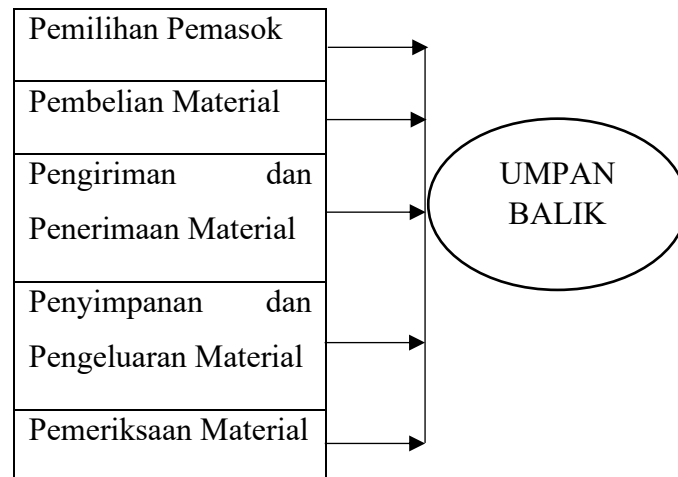 Pemilihan Pemasok
Pembelian Material
Pengiriman dan
Penerimaan Material
Penyimpanan dan
Pengeluaran Material
Pemeriksaan Material
UMPAN
BALIK